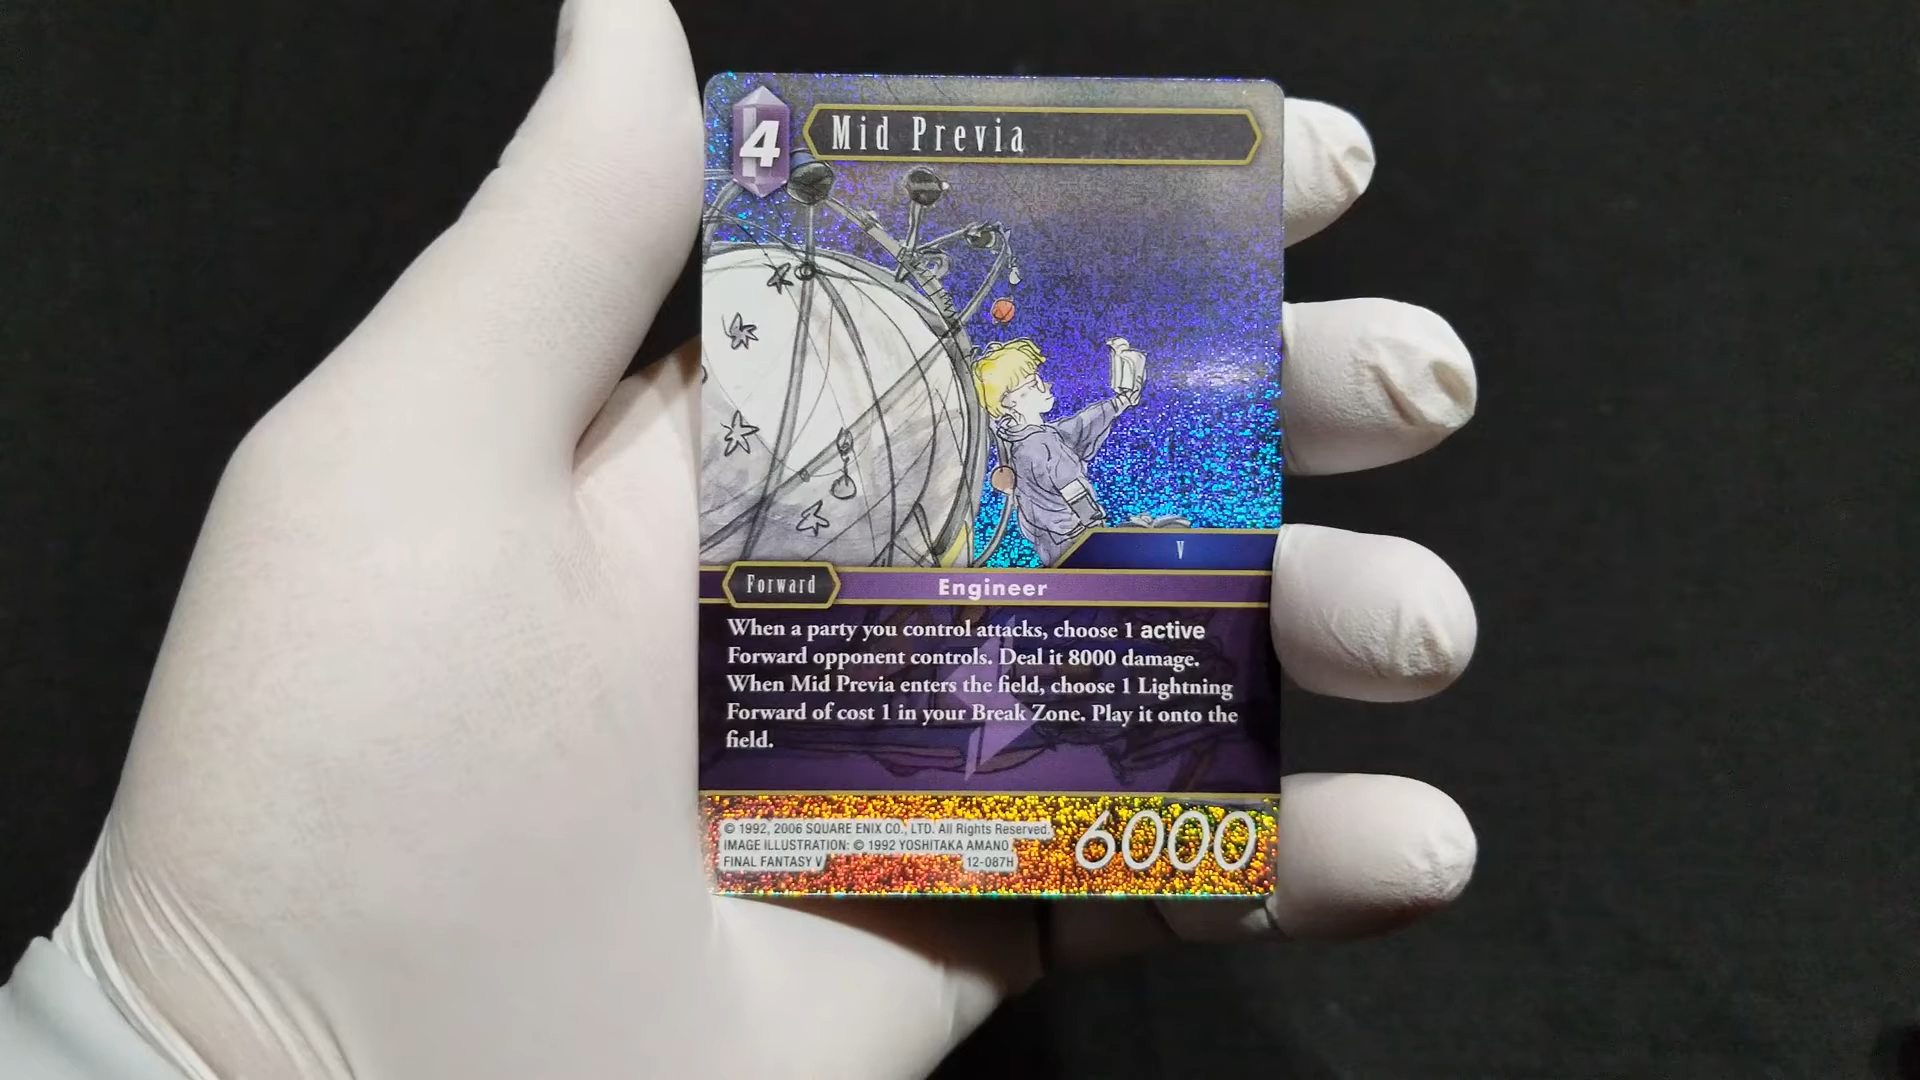 4
Mid Previa
V
Forward
Engineer
When a party you control attacks, choose 1 active
Forward opponent controls. Deal it 8000 damage.
When Mid Previa enters the field, choose 1 Lightning
Forward of cost 1 in your Break Zone. Play it onto the
field.
© 1992, 2006 SQUARE ENIX CO., LTD. All Rights Reserved.
IMAGE ILLUSTRATION: © 1992 YOSHITAKA AMANO
FINAL FANTASY V
12-087H
6000